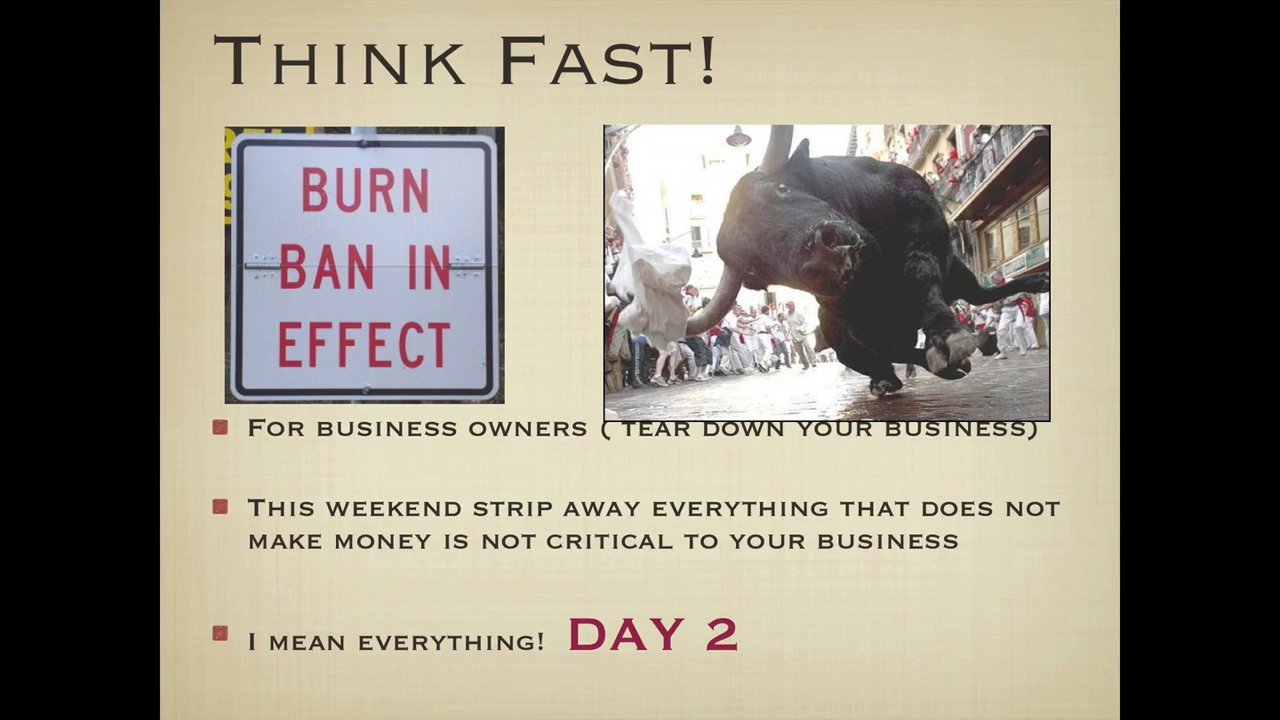 Think Fast!
BURN
BAN IN
EFFECT
For business owners ( tear down your business)
This weekend strip away everything that does not
make money is not critical to your business
I mean everything! DAY 2